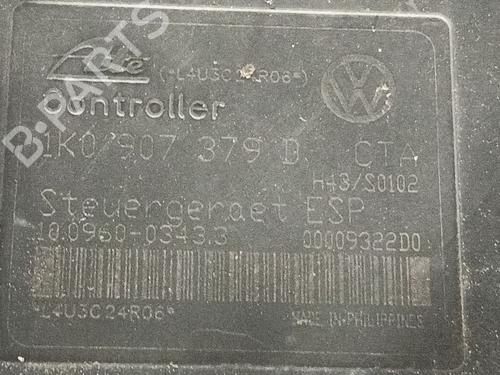 Ate
(*L4U3C24R06*)
Controller
1K0/907 379 D CTA
H43/S0102
Steuergeraet ESP
10.0960-0343.3 00009322D0
*L4U3C24R06*
MADE IN PHILIPPINES
B-PARTS